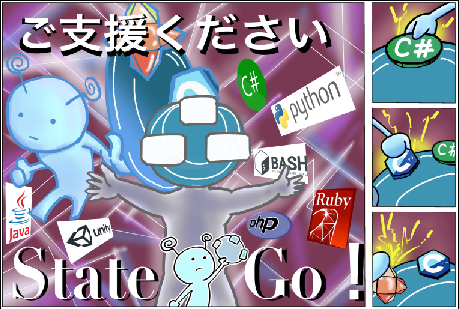 ご支援ください
C#
python
BASH
Java
unity
php
Ruby
State Go !
C#
C
C#
C